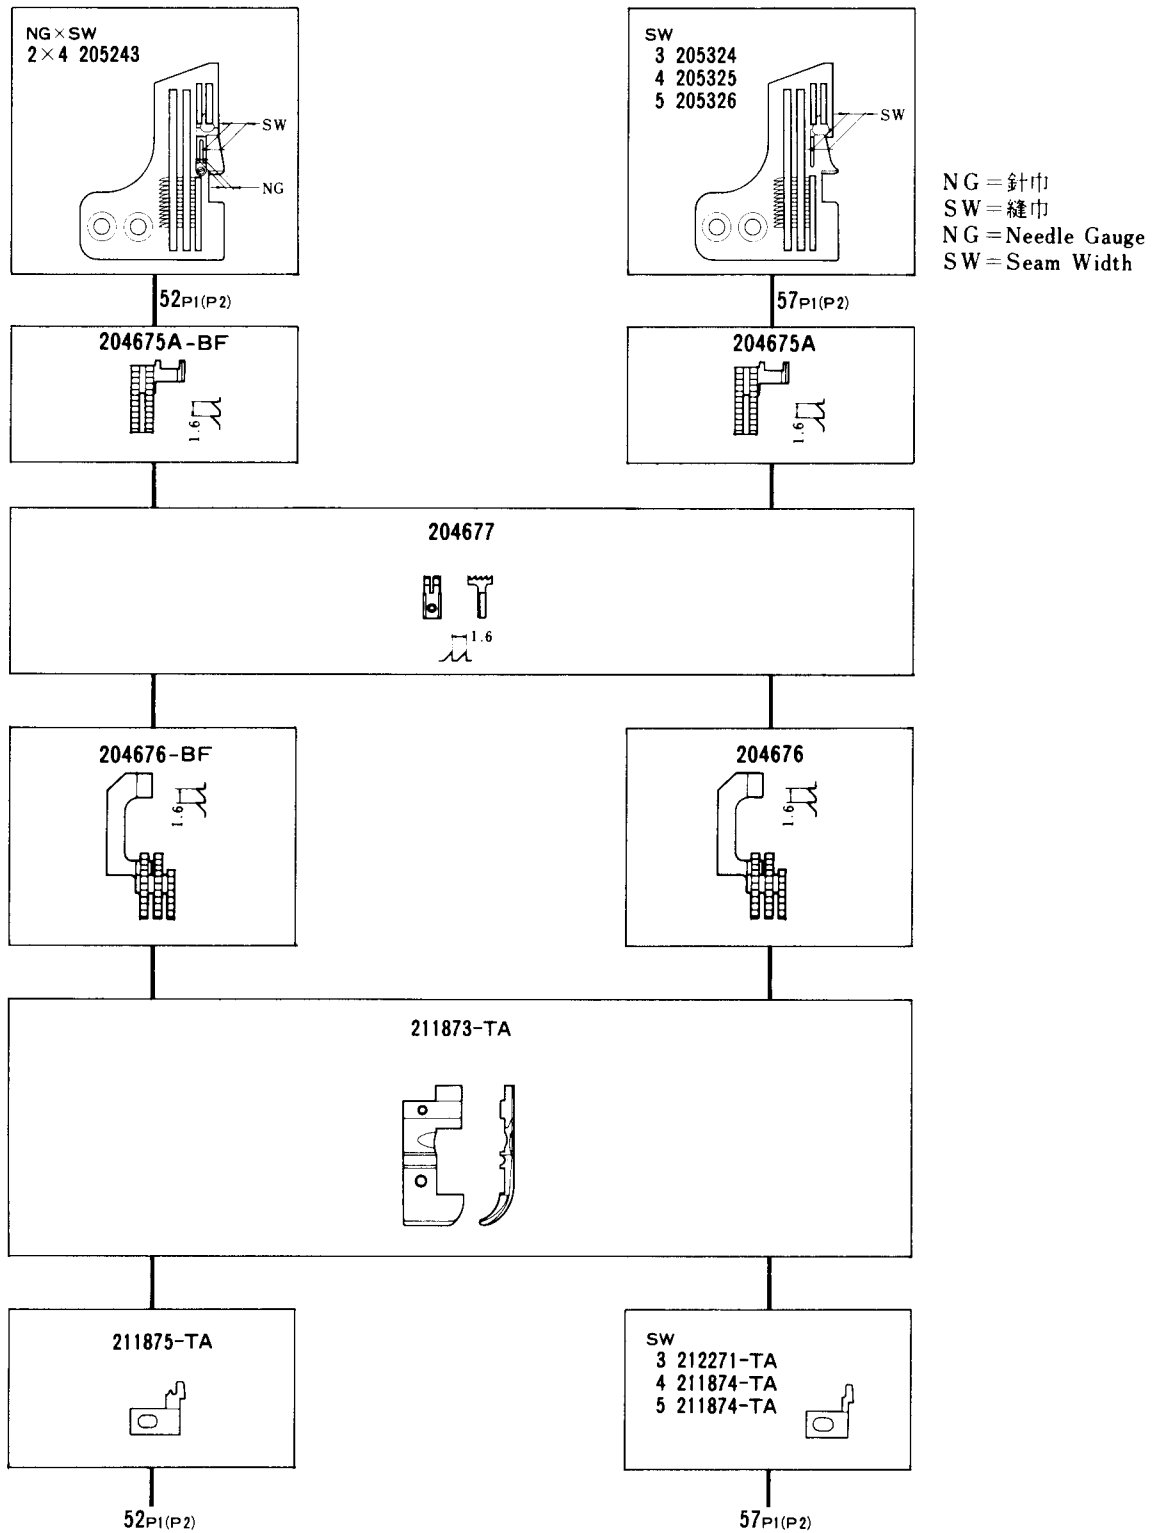 NG×SW
2×4 205243
SW
NG
SW
3 205324
4 205325
5 205326
SW
NG=針巾
SW=縫巾
NG=Needle Gauge
SW=Seam Width
52P1(P2)
57P1(P2)
204675A-BF
1.6
204675A
1.6
204677
1.6
204676-BF
1.6
204676
1.6
211873-TA
211875-TA
SW
3 212271-TA
4 211874-TA
5 211874-TA
52P1(P2)
57P1(P2)